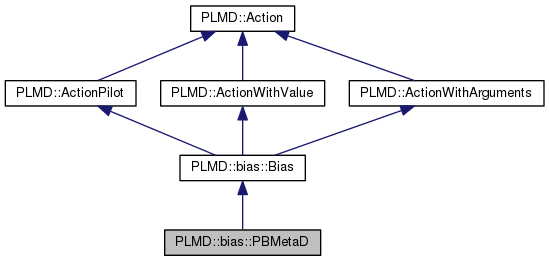 PLMD::Action
PLMD::ActionPilot
PLMD::ActionWithValue
PLMD::ActionWithArguments
PLMD::bias::Bias
PLMD::bias::PBMetaD